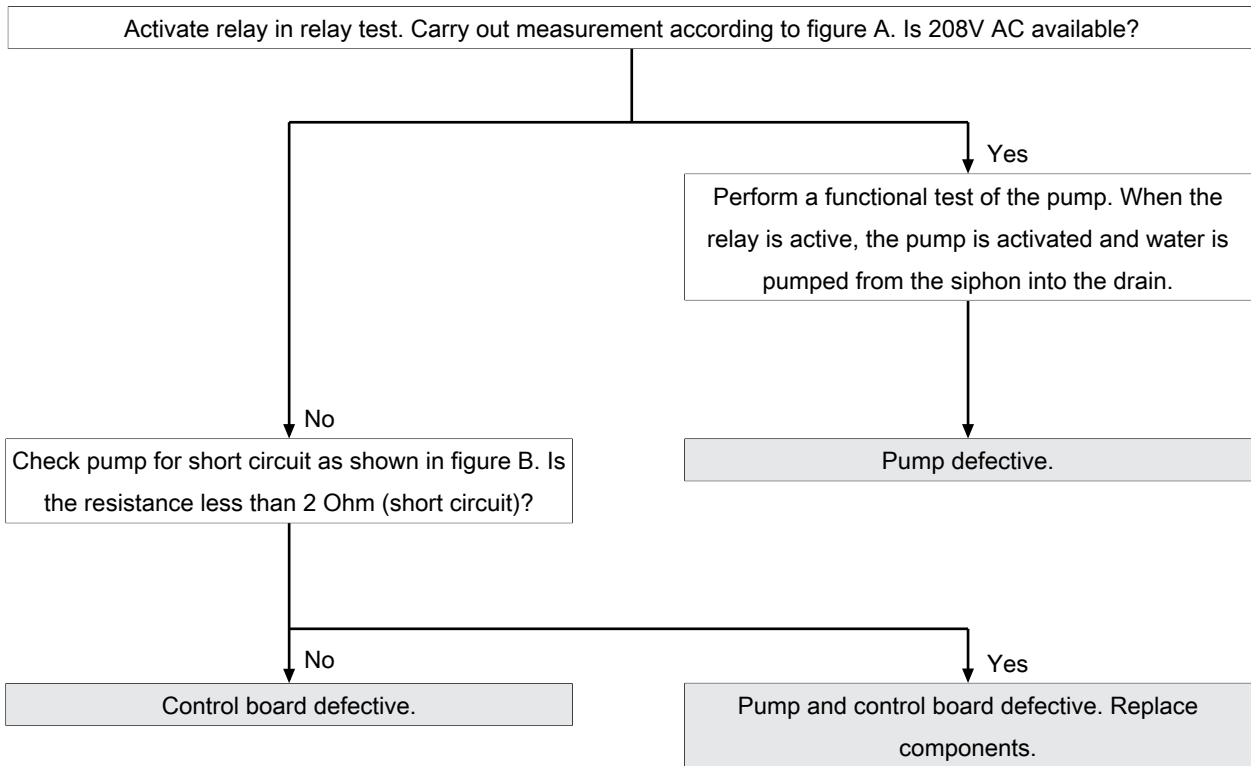 Activate relay in relay test. Carry out measurement according to figure A. Is 208V AC available?
Yes
Perform a functional test of the pump. When the
relay is active, the pump is activated and water is
pumped from the siphon into the drain.
No
Check pump for short circuit as shown in figure B. Is
the resistance less than 2 Ohm (short circuit)?
Pump defective.
No
Yes
Control board defective.
Pump and control board defective. Replace
components.